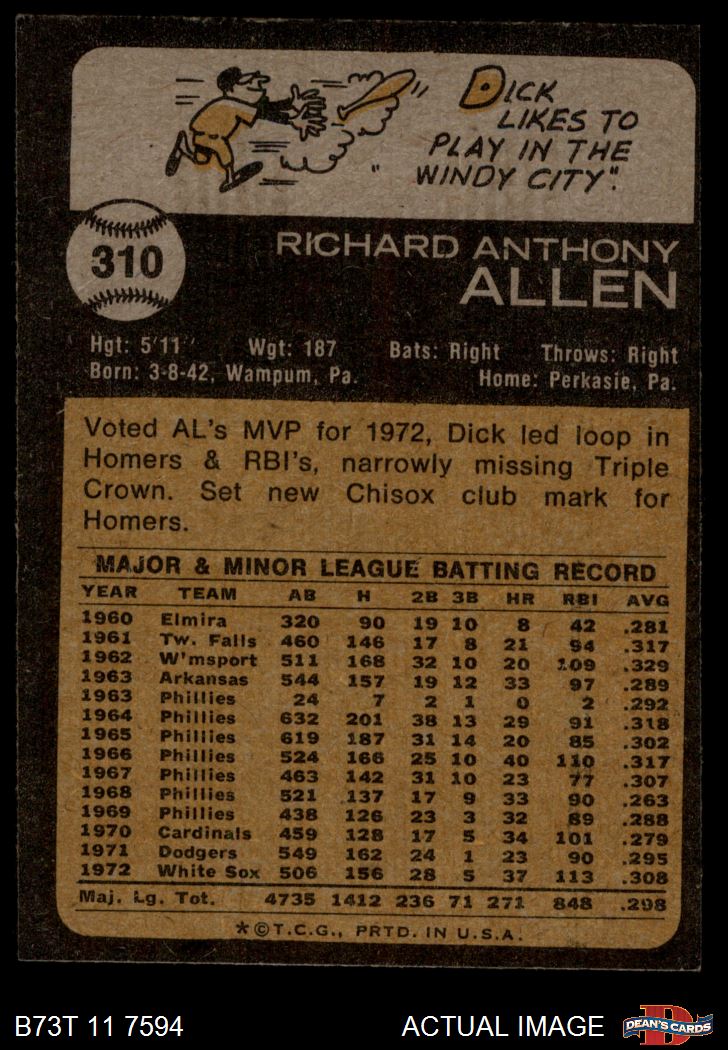 DICK
LIKES TO
PLAY IN THE
"WINDY CITY".
310
RICHARD ANTHONY
ALLEN
Hgt: 5'11" Wgt: 187 Bats: Right Throws: Right
Born: 3-8-42, Wampum, Pa. Home: Perkasie, Pa.
Voted AL's MVP for 1972, Dick led loop in
Homers & RBI's, narrowly missing Triple
Crown. Set new Chisox club mark for
Homers.
MAJOR & MINOR LEAGUE BATTING RECORD
YEAR TEAM AB H 2B 3B HR RBI AVG
1960 Elmira 320 90 19 10 8 42 .281
1961 Tw. Falls 460 146 17 8 21 94 .317
1962 W'msport 511 168 32 10 20 109 .329
1963 Arkansas 544 157 19 12 33 97 .289
1963 Phillies 24 7 2 1 0 2 .292
1964 Phillies 632 201 38 13 29 91 .318
1965 Phillies 619 187 31 14 20 85 .302
1966 Phillies 524 166 25 10 40 110 .317
1967 Phillies 463 142 31 10 23 77 .307
1968 Phillies 521 137 17 9 33 90 .263
1969 Phillies 438 126 23 3 32 89 .288
1970 Cardinals 459 128 17 5 34 101 .279
1971 Dodgers 549 162 24 1 23 90 .295
1972 White Sox 506 156 28 5 37 113 .308
Maj. Lg. Tot. 4735 1412 236 71 271 848 .298
*©T.C.G., PRTD. IN U.S.A.
B73T 11 7594 ACTUAL IMAGE DEAN'S CARDS